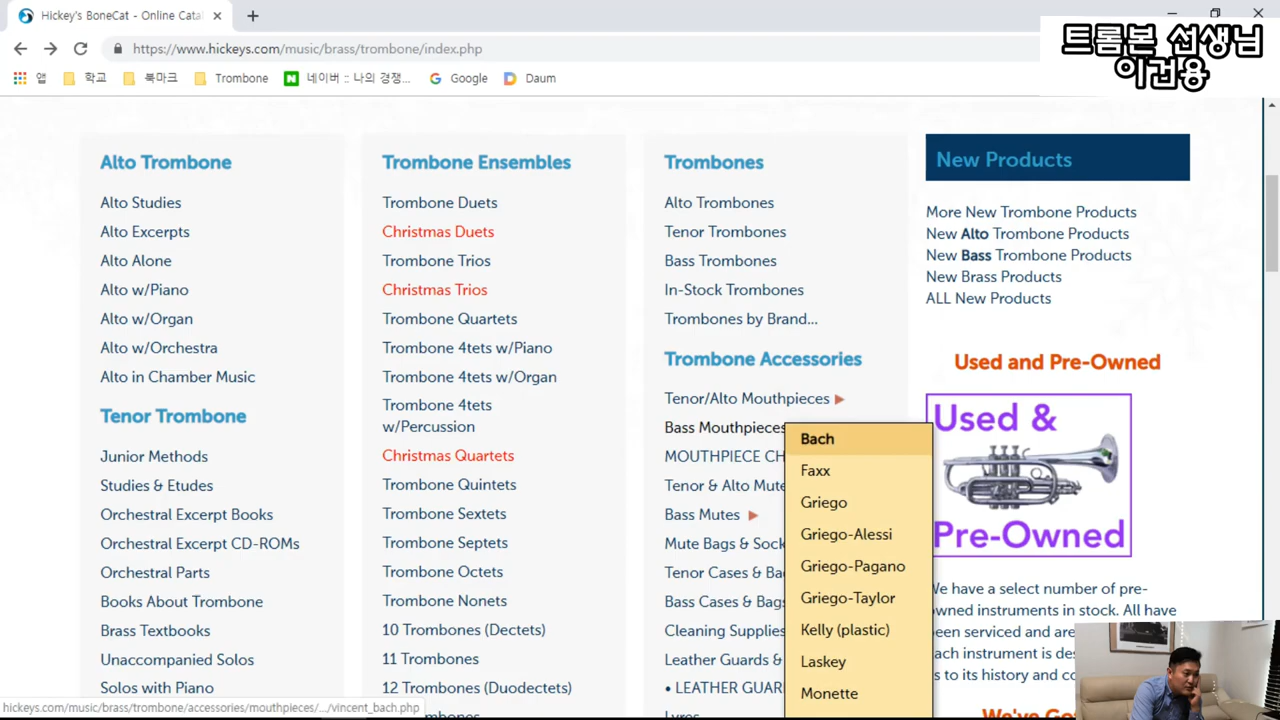 Hickey's BoneCat - Online Cata
트롬본 선생님
이건용
https://www.hickeys.com/music/brass/trombone/index.php
앱
학교
북마크
Trombone
네이버 :: 나의 경쟁...
Google
Daum
Alto Trombone
Alto Studies
Alto Excerpts
Alto Alone
Alto w/Piano
Alto w/Organ
Alto w/Orchestra
Alto in Chamber Music
Tenor Trombone
Junior Methods
Studies & Etudes
Orchestral Excerpt Books
Orchestral Excerpt CD-ROMs
Orchestral Parts
Books About Trombone
Brass Textbooks
Unaccompanied Solos
Solos with Piano
Trombone Ensembles
Trombone Duets
Christmas Duets
Trombone Trios
Christmas Trios
Trombone Quartets
Trombone 4tets w/Piano
Trombone 4tets w/Organ
Trombone 4tets
w/Percussion
Christmas Quartets
Trombone Quintets
Trombone Sextets
Trombone Septets
Trombone Octets
Trombone Nonets
10 Trombones (Dectets)
11 Trombones
12 Trombones (Duodectets)
Trombones
Alto Trombones
Tenor Trombones
Bass Trombones
In-Stock Trombones
Trombones by Brand...
Trombone Accessories
Tenor/Alto Mouthpieces
Bass Mouthpieces
MOUTHPIECE CH
Tenor & Alto Mute
Bass Mutes
Mute Bags & Sock
Tenor Cases & Ba
Bass Cases & Bags
Cleaning Supplies
Leather Guards &
• LEATHER GUAR
Lyres
Bach
Faxx
Griego
Griego-Alessi
Griego-Pagano
Griego-Taylor
Kelly (plastic)
Laskey
Monette
New Products
More New Trombone Products
New Alto Trombone Products
New Bass Trombone Products
New Brass Products
ALL New Products
Used and Pre-Owned
Used &
Pre-Owned
We have a select number of pre-
owned instruments in stock. All have
been serviced and are
ach instrument is des
s to its history and co
We've Go
hickeys.com/music/brass/trombone/accessories/mouthpieces/.../vincent_bach.php